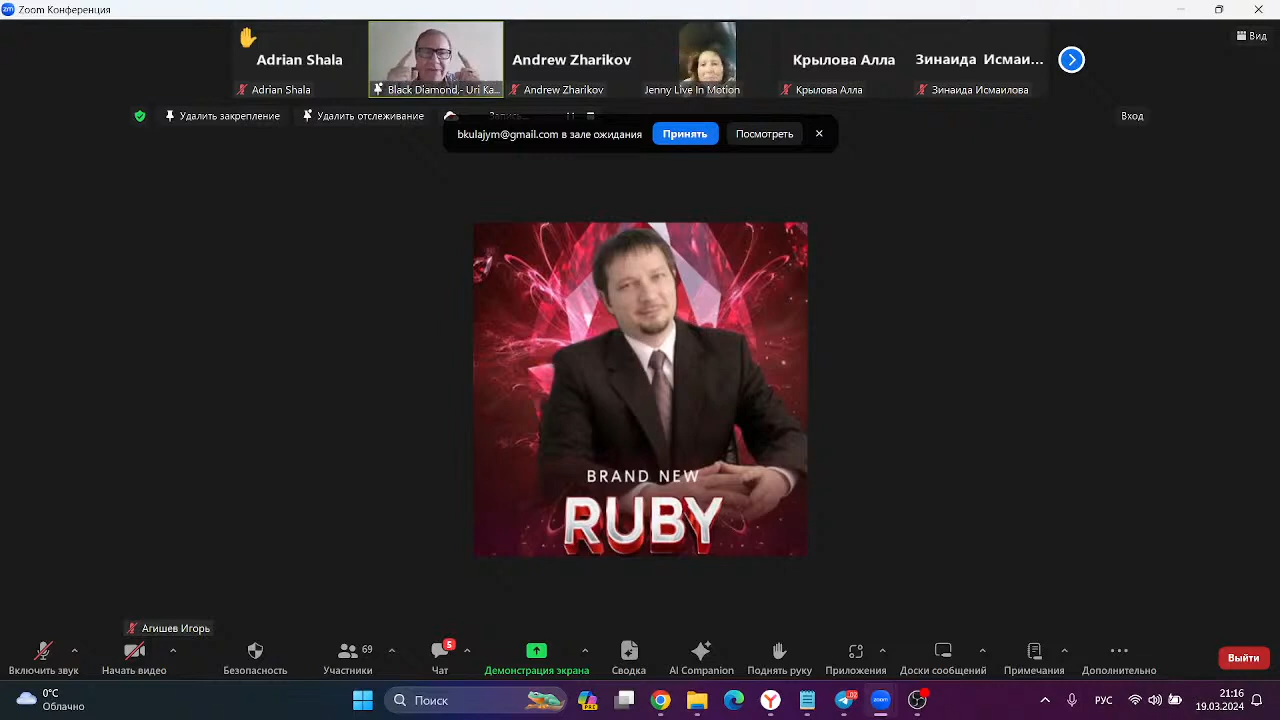 Zoom Конференция
Adrian Shala
Andrew Zharikov
Крылова Алла
Зинаида Исмаи...
Вид
Adrian Shala
Black Diamond,- Uri Ka...
Andrew Zharikov
Jenny Live In Motion
Крылова Алла
Зинаида Исмаилова
Удалить закрепление
Удалить отслеживание
Запись...
Вход
bkulajym@gmail.com в зале ожидания
Принять
Посмотреть
BRAND NEW
RUBY
Агишев Игорь
69
5
Включить звук
Начать видео
Безопасность
Участники
Чат
Демонстрация экрана
Сводка
AI Companion
Поднять руку
Приложения
Доски сообщений
Примечания
Дополнительно
Выйти
0°C
Облачно
Поиск
РУС
21:16
19.03.2024